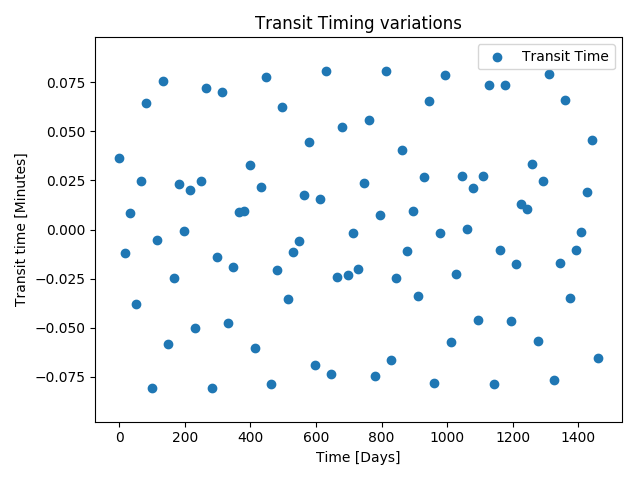 Transit Timing variations
Transit Time
0.075
0.050
0.025
0.000
−0.025
−0.050
−0.075
Transit time [Minutes]
0 200 400 600 800 1000 1200 1400
Time [Days]